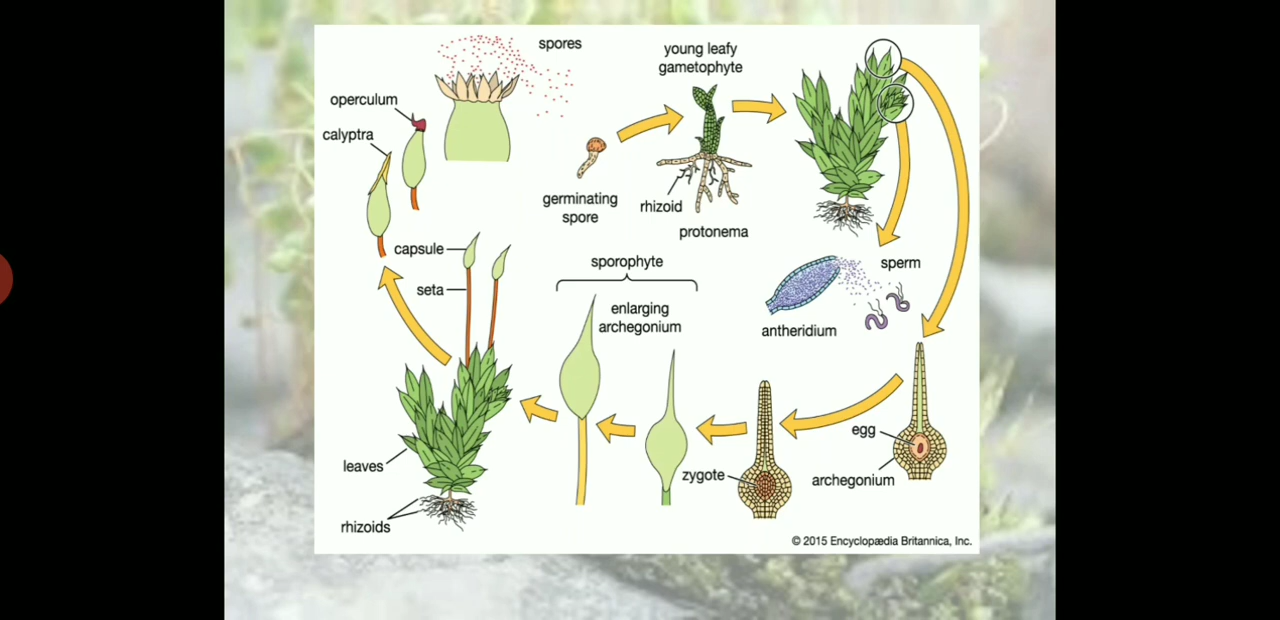 spores
young leafy
gametophyte
operculum
calyptra
germinating
spore
rhizoid
protonema
capsule
seta
sporophyte
enlarging
archegonium
sperm
antheridium
leaves
rhizoids
zygote
egg
archegonium
© 2015 Encyclopædia Britannica, Inc.